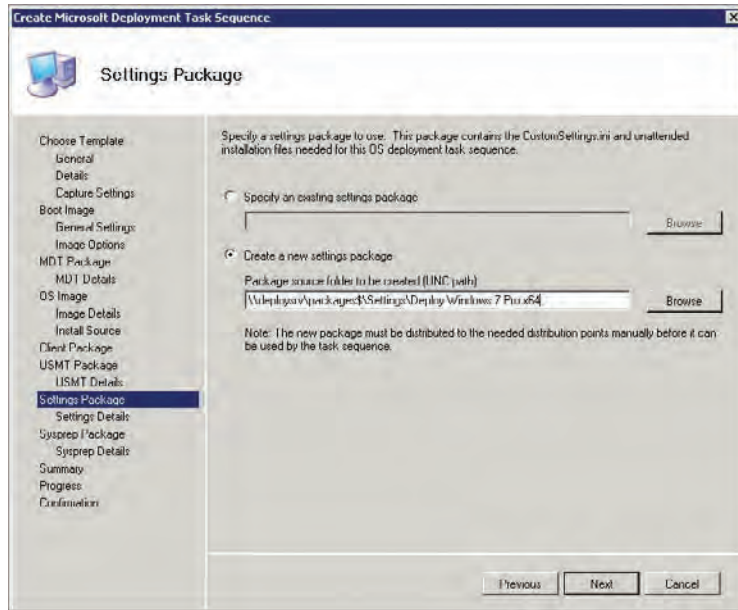 Create Microsoft Deployment Task Sequence
Settings Package
Choose Template
General
Details
Capture Settings
Boot Image
General Settings
Image Options
MDT Package
MDT Details
OS Image
Image Details
Install Source
Client Package
USMT Package
USMT Details
Settings Package
Settings Details
Sysprep Package
Sysprep Details
Summary
Progress
Confirmation
Specify a settings package to use. This package contains the CustomSettings.ini and unattended
installation files needed for this OS deployment task sequence.
Specify an existing settings package
Browse
Create a new settings package
Package source folder to be created (UNC path)
\\deploysrv\packages$\Settings\Deploy Windows 7 Pro x64
Browse
Note: The new package must be distributed to the needed distribution points manually before it can
be used by the task sequence.
Previous
Next
Cancel